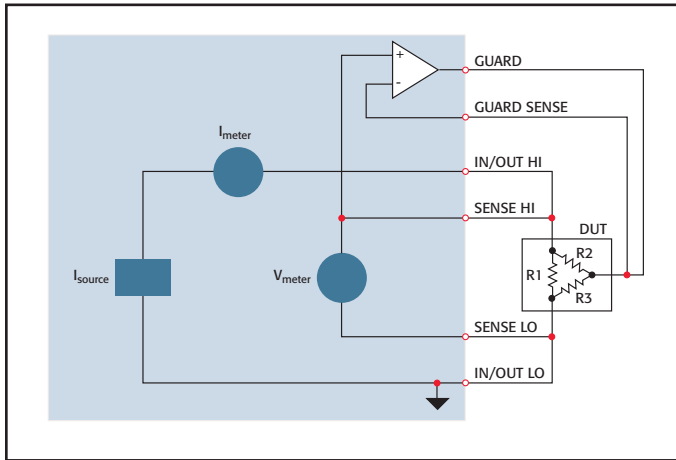 +
-
GUARD
GUARD SENSE
Imeter
IN/OUT HI
SENSE HI
DUT
R2
R1
R3
Isource
Vmeter
SENSE LO
IN/OUT LO